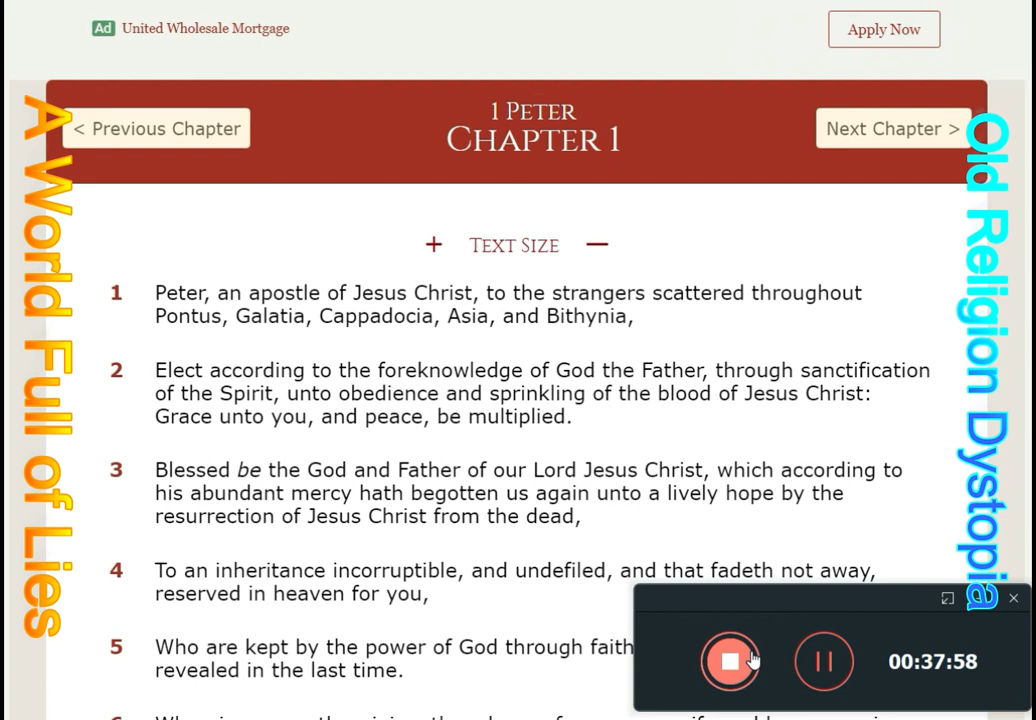 Ad United Wholesale Mortgage
Apply Now
< Previous Chapter
1 Peter
Chapter 1
Next Chapter >
+ Text Size −
1 Peter, an apostle of Jesus Christ, to the strangers scattered throughout
Pontus, Galatia, Cappadocia, Asia, and Bithynia,
2 Elect according to the foreknowledge of God the Father, through sanctification
of the Spirit, unto obedience and sprinkling of the blood of Jesus Christ:
Grace unto you, and peace, be multiplied.
3 Blessed be the God and Father of our Lord Jesus Christ, which according to
his abundant mercy hath begotten us again unto a lively hope by the
resurrection of Jesus Christ from the dead,
4 To an inheritance incorruptible, and undefiled, and that fadeth not away,
reserved in heaven for you,
5 Who are kept by the power of God through faith
revealed in the last time.
00:37:58
A World Full of Lies
Old Religion Dystopia